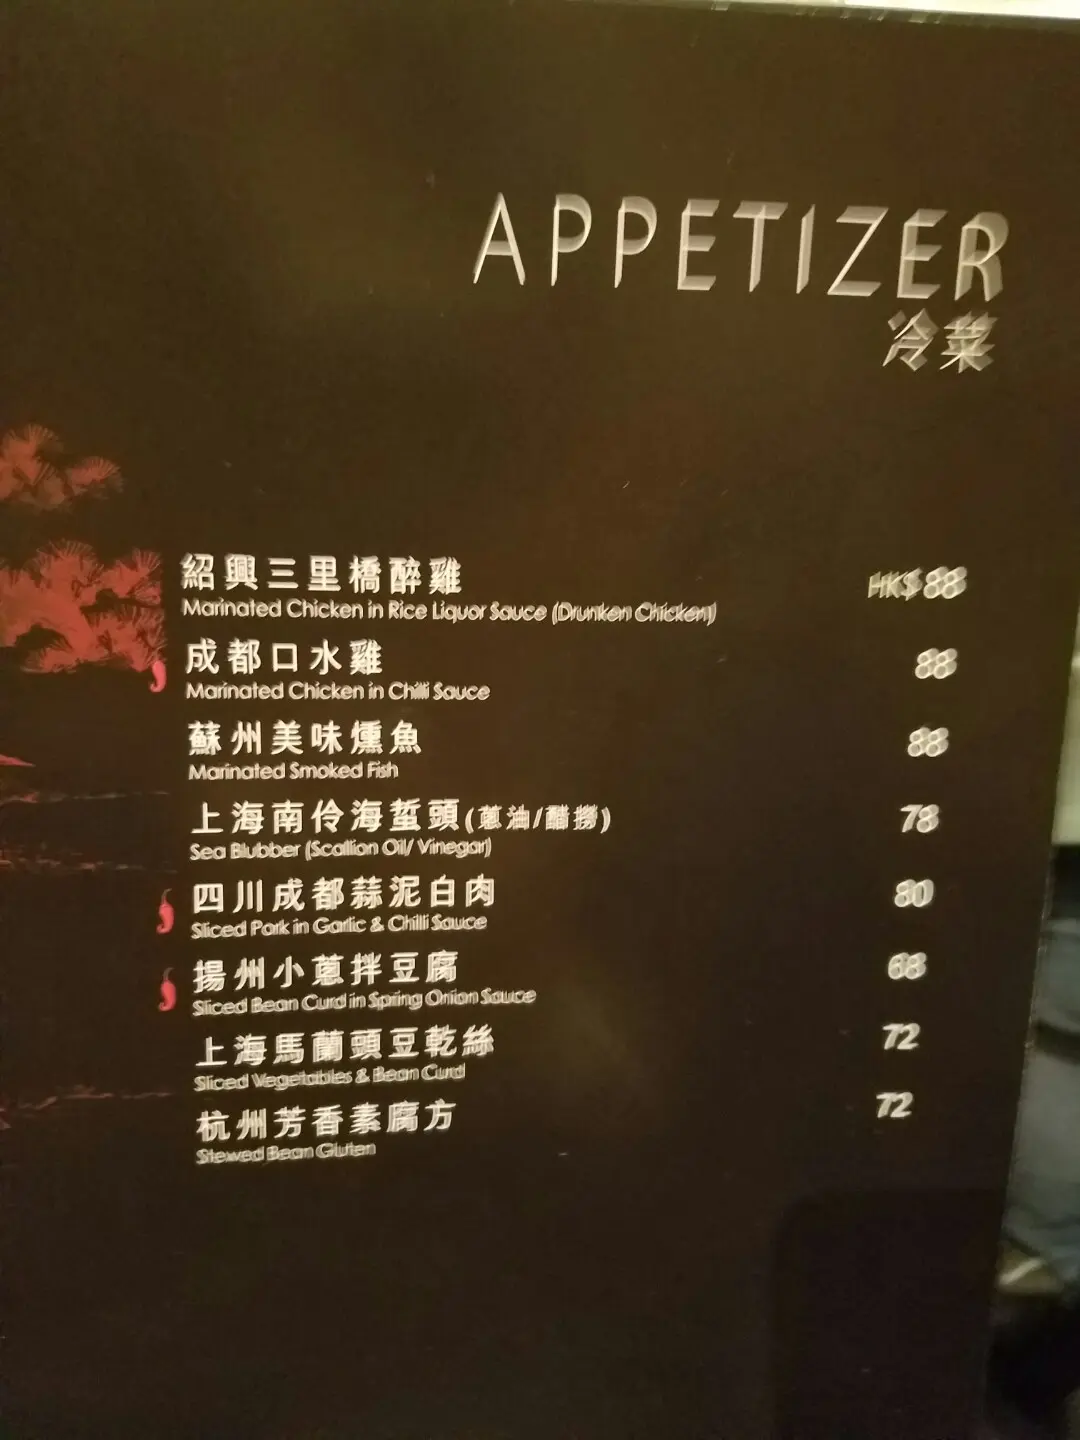 APPETIZER
冷菜
紹興三里橋醉雞 HK$88
Marinated Chicken in Rice Liquor Sauce (Drunken Chicken)
成都口水雞 88
Marinated Chicken in Chilli Sauce
蘇州美味燻魚 88
Marinated Smoked Fish
上海南伶海蜇頭(蔥油/醋撈) 78
Sea Blubber (Scallion Oil/ Vinegar)
四川成都蒜泥白肉 80
Sliced Pork in Garlic & Chilli Sauce
揚州小蔥拌豆腐 68
Sliced Bean Curd in Spring Onion Sauce
上海馬蘭頭豆乾絲 72
Sliced Vegetables & Bean Curd
杭州芳香素腐方 72
Stewed Bean Gluten